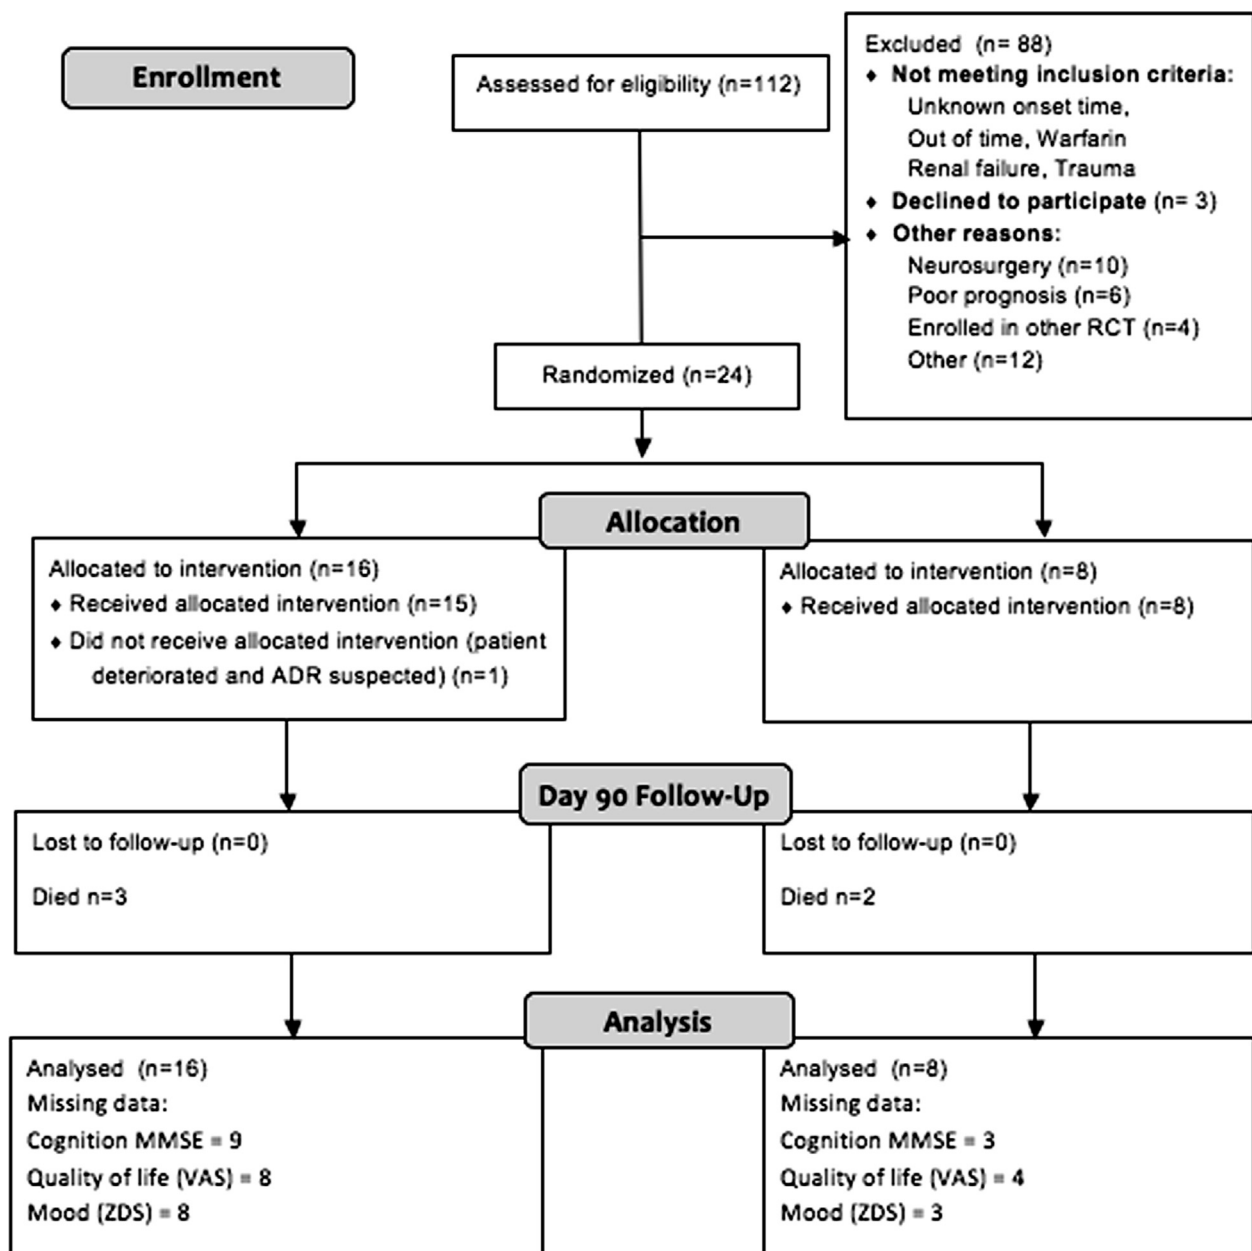 Enrollment
Assessed for eligibility (n=112)
Excluded (n= 88)
♦ Not meeting inclusion criteria:
Unknown onset time,
Out of time, Warfarin
Renal failure, Trauma
♦ Declined to participate (n= 3)
♦ Other reasons:
Neurosurgery (n=10)
Poor prognosis (n=6)
Enrolled in other RCT (n=4)
Other (n=12)
Randomized (n=24)
Allocation
Allocated to intervention (n=16)
♦ Received allocated intervention (n=15)
♦ Did not receive allocated intervention (patient
deteriorated and ADR suspected) (n=1)
Allocated to intervention (n=8)
♦ Received allocated intervention (n=8)
Day 90 Follow-Up
Lost to follow-up (n=0)
Died n=3
Lost to follow-up (n=0)
Died n=2
Analysis
Analysed (n=16)
Missing data:
Cognition MMSE = 9
Quality of life (VAS) = 8
Mood (ZDS) = 8
Analysed (n=8)
Missing data:
Cognition MMSE = 3
Quality of life (VAS) = 4
Mood (ZDS) = 3